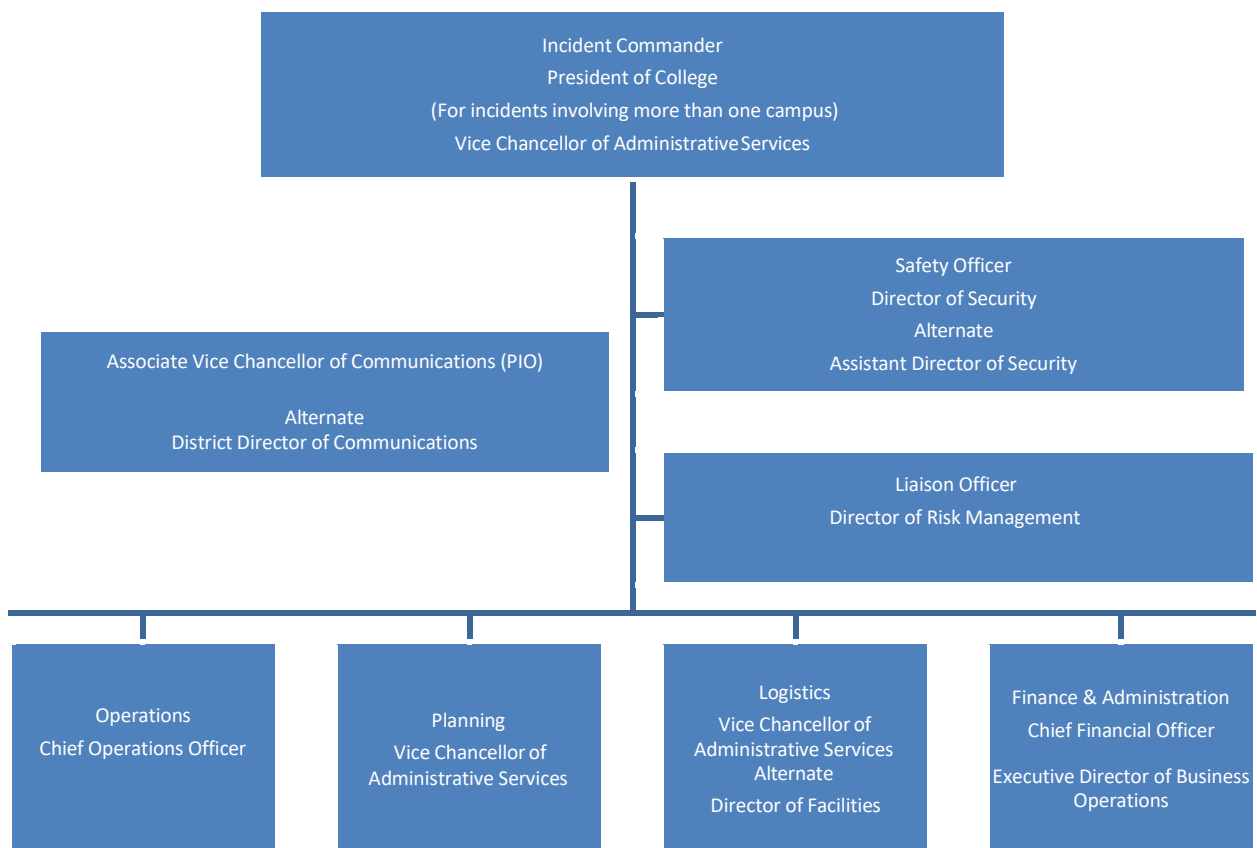 Incident Commander
President of College
(For incidents involving more than one campus)
Vice Chancellor of Administrative Services
Safety Officer
Director of Security
Alternate
Assistant Director of Security
Associate Vice Chancellor of Communications (PIO)
Alternate
District Director of Communications
Liaison Officer
Director of Risk Management
Operations
Chief Operations Officer
Planning
Vice Chancellor of
Administrative Services
Logistics
Vice Chancellor of
Administrative Services
Alternate
Director of Facilities
Finance & Administration
Chief Financial Officer
Executive Director of Business
Operations